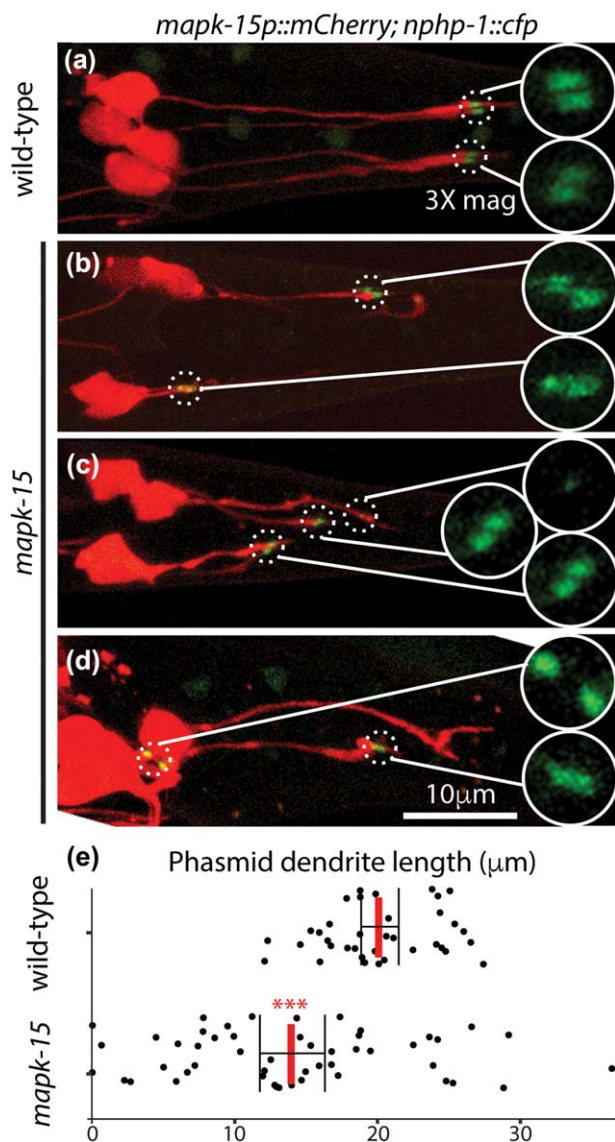 mapk-15p::mCherry; nphp-1::cfp
wild-type
(a)
3X mag
mapk-15
(b)
(c)
(d)
10μm
(e)
Phasmid dendrite length (μm)
wild-type
mapk-15
***
0 10 20 30